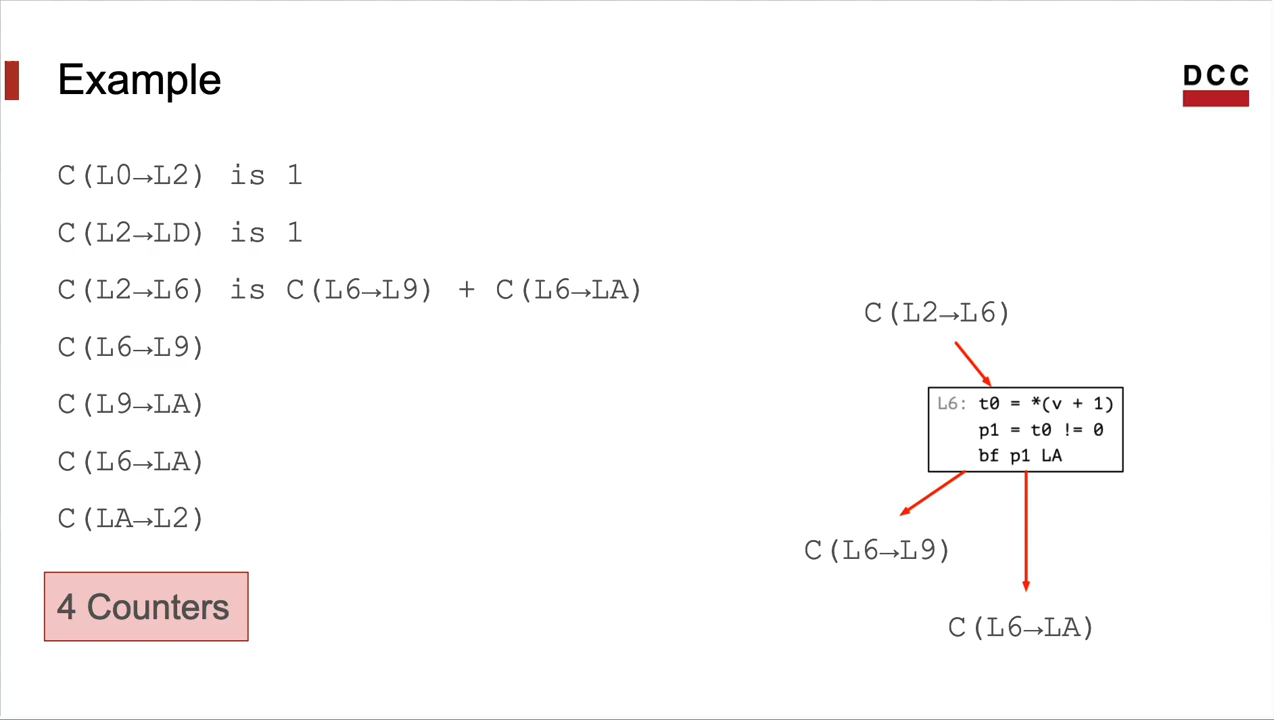 Example
DCC
C(L0→L2) is 1
C(L2→LD) is 1
C(L2→L6) is C(L6→L9) + C(L6→LA)
C(L6→L9)
C(L9→LA)
C(L6→LA)
C(LA→L2)
4 Counters
C(L2→L6)
L6: t0 = *(v + 1)
p1 = t0 != 0
bf p1 LA
C(L6→L9)
C(L6→LA)